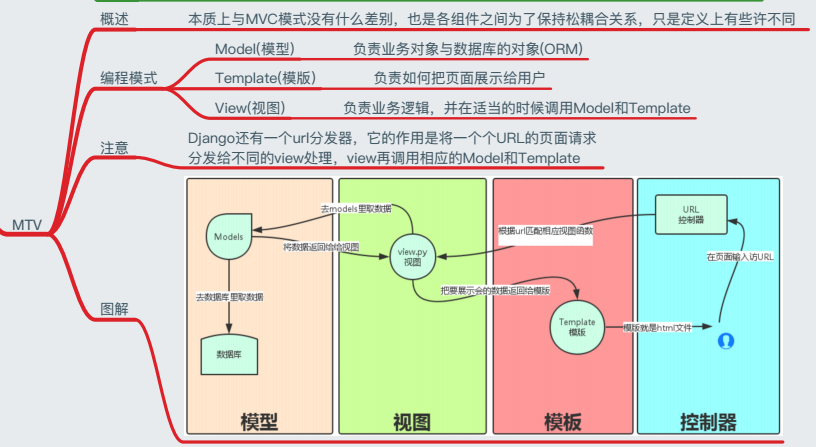 概述
本质上与MVC模式没有什么差别，也是各组件之间为了保持松耦合关系，只是定义上有些许不同
Model(模型)
负责业务对象与数据库的对象(ORM)
编程模式
Template(模版)
负责如何把页面展示给用户
View(视图)
负责业务逻辑，并在适当的时候调用Model和Template
注意
Django还有一个url分发器，它的作用是将一个个URL的页面请求
分发给不同的view处理，view再调用相应的Model和Template
MTV
图解
去models里取数据
URL
控制器
Models
根据url匹配相应视图函数
将数据返回给给视图
view.py
视图
在页面输入访URL
去数据库里取数据
把要展示会的数据返回给模版
Template
模版
模版就是html文件
数据库
模型
视图
模板
控制器